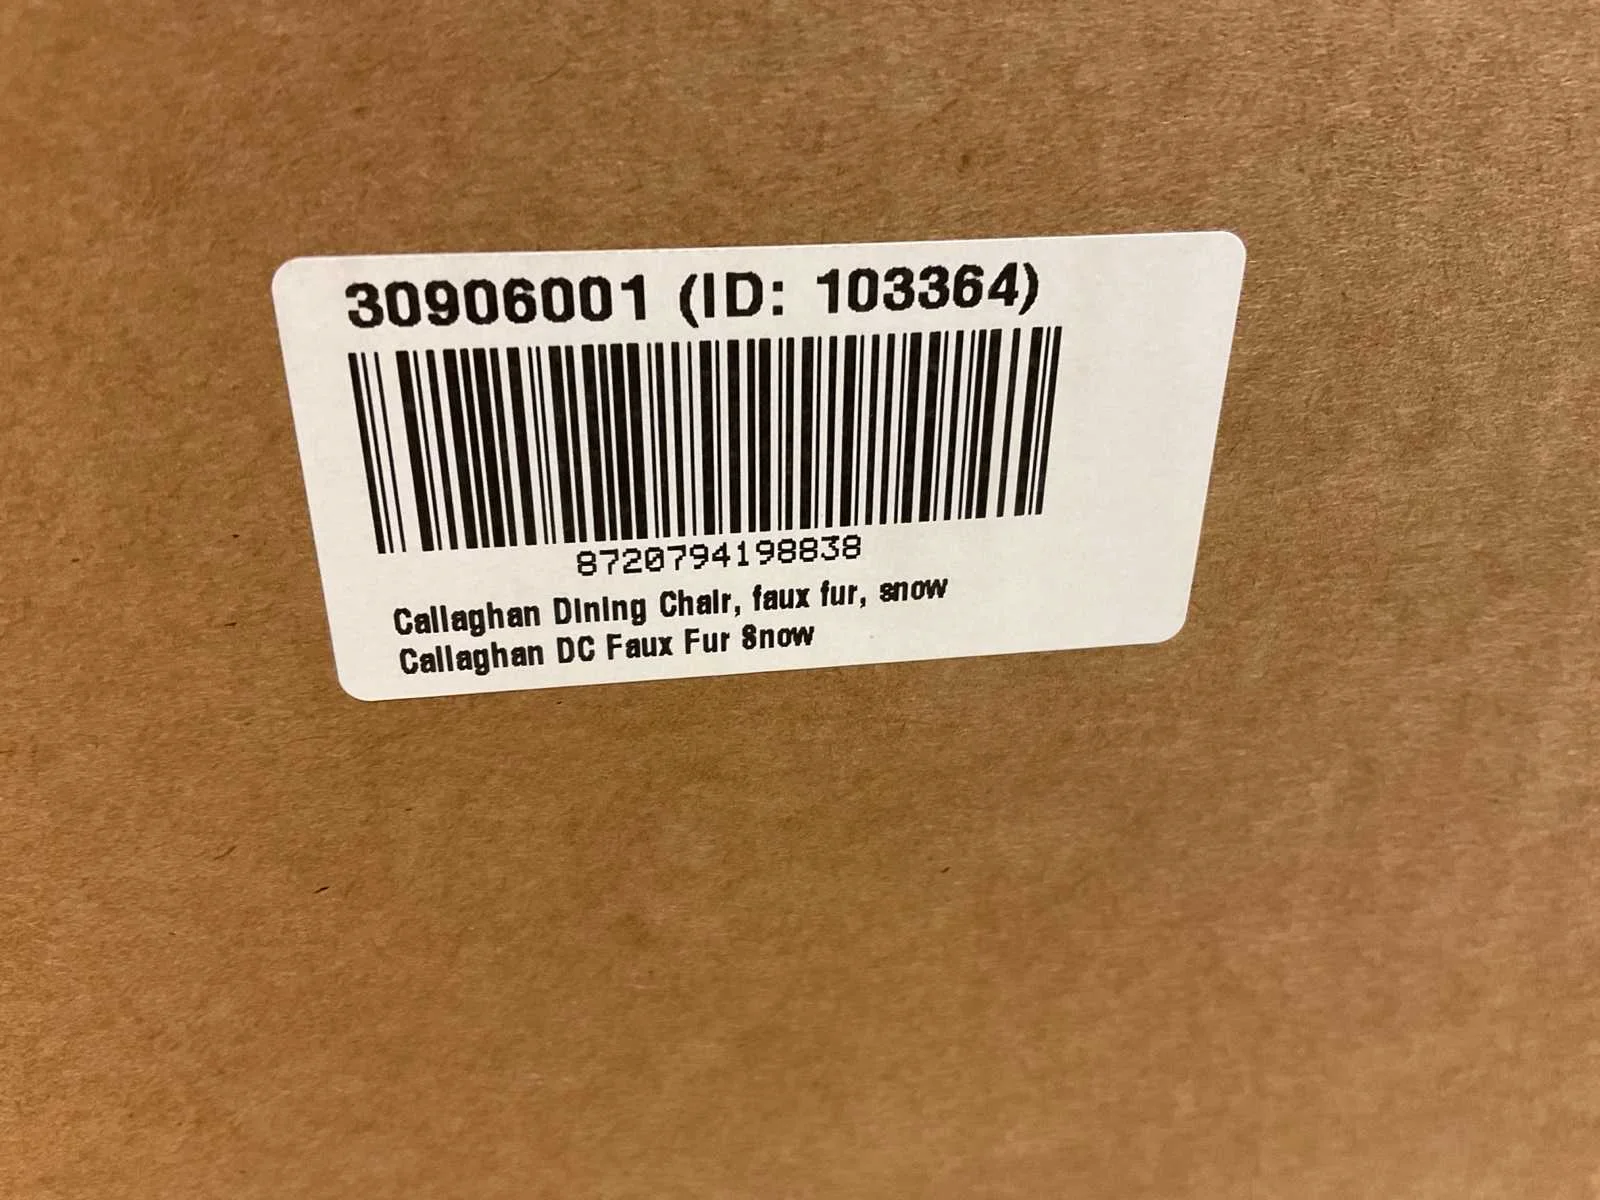 30906001 (ID: 103364)
8720794198838
Callaghan Dining Chair, faux fur, snow
Callaghan DC Faux Fur Snow